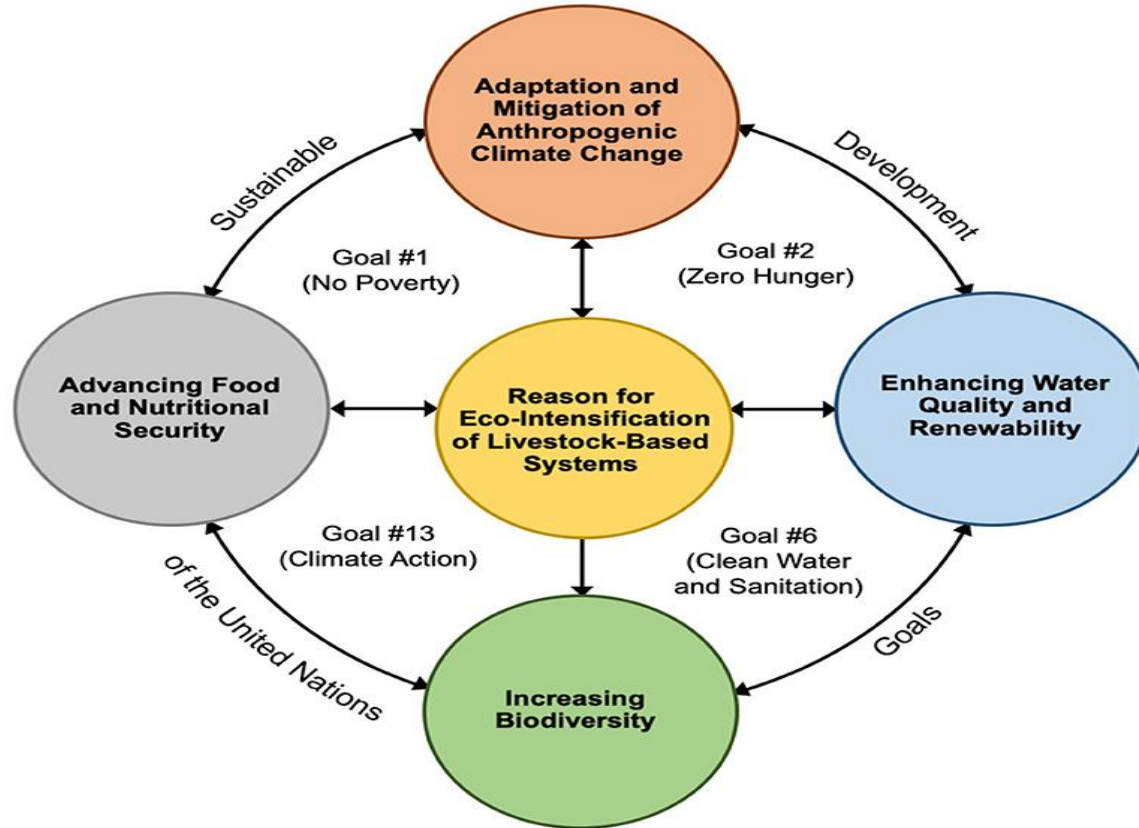 Adaptation and
Mitigation of
Anthropogenic
Climate Change
Sustainable
Development
Goal #1
(No Poverty)
Goal #2
(Zero Hunger)
Advancing Food
and Nutritional
Security
Reason for
Eco-Intensification
of Livestock-Based
Systems
Enhancing Water
Quality and
Renewability
Goal #13
(Climate Action)
Goal #6
(Clean Water
and Sanitation)
of the United Nations
Goals
Increasing
Biodiversity